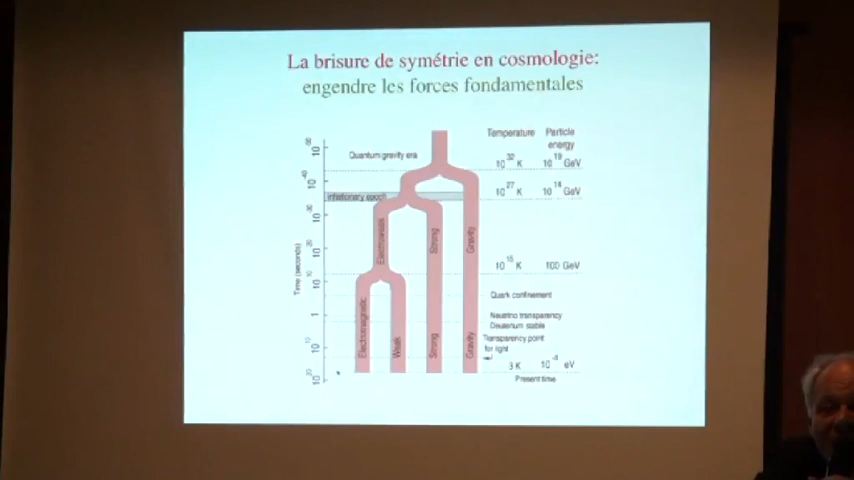 La brisure de symétrie en cosmologie:
engendre les forces fondamentales
Temperature
Particle
energy
Quantum gravity era
10^32 K
10^19 GeV
10^27 K
10^14 GeV
inflationary epoch
Electroweak
Strong
Gravity
10^15 K
100 GeV
Time (seconds)
Quark confinement
Neutrino transparency
Deuterium stable
Transparency point
for light
Electromagnetic
Weak
Strong
Gravity
1
3 K
eV
Present time